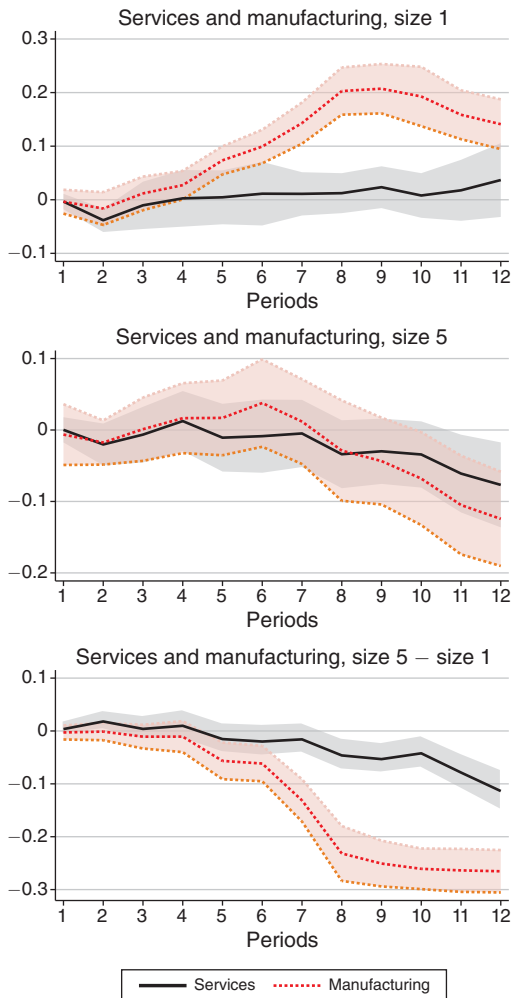 Services and manufacturing, size 1
0.3
0.2
0.1
0
−0.1
1 2 3 4 5 6 7 8 9 10 11 12
Periods
Services and manufacturing, size 5
0.1
0
−0.1
−0.2
1 2 3 4 5 6 7 8 9 10 11 12
Periods
Services and manufacturing, size 5 − size 1
0.1
0
−0.1
−0.2
−0.3
1 2 3 4 5 6 7 8 9 10 11 12
Periods
Services Manufacturing